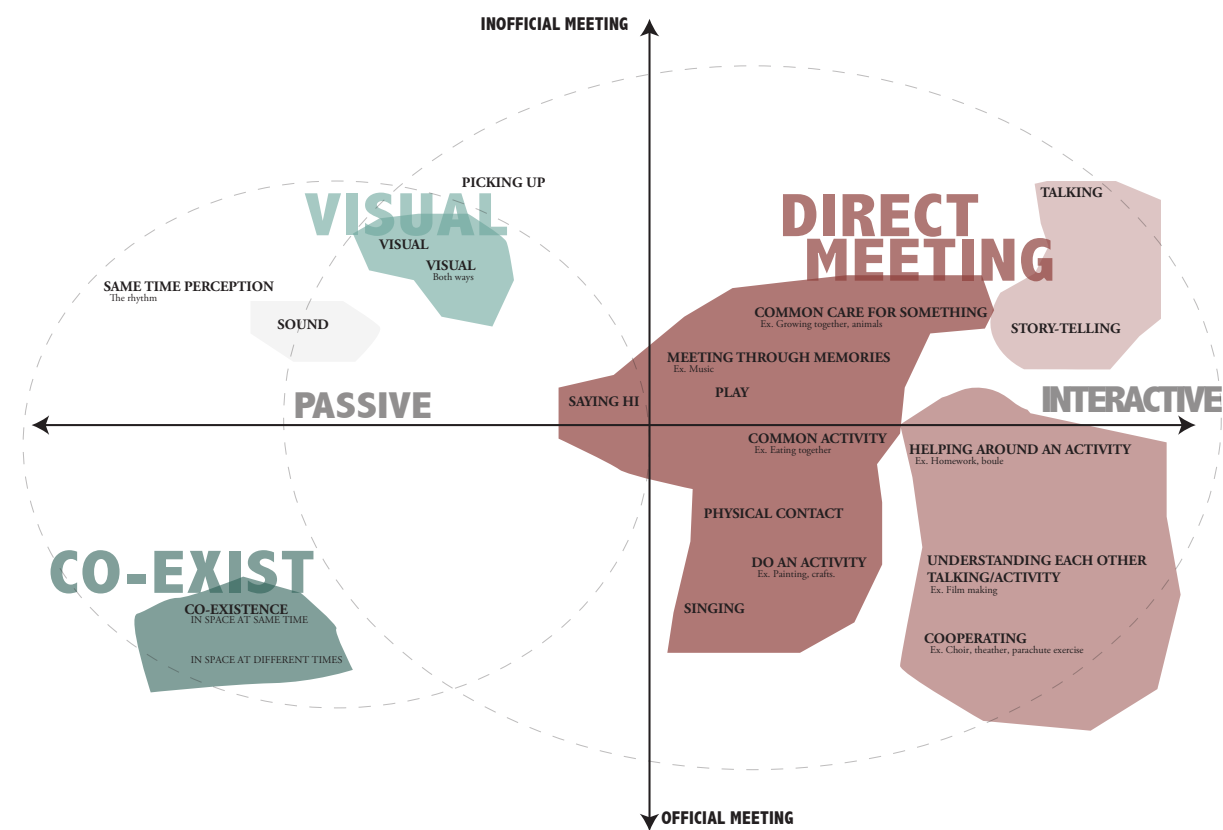 INOFFICIAL MEETING
PICKING UP
VISUAL
VISUAL
VISUAL
Both ways
SAME TIME PERCEPTION
The rhythm
SOUND
PASSIVE
DIRECT
MEETING
TALKING
COMMON CARE FOR SOMETHING
Ex. Growing together, animals
STORY-TELLING
MEETING THROUGH MEMORIES
Ex. Music
PLAY
SAYING HI
INTERACTIVE
COMMON ACTIVITY
Ex. Eating together
HELPING AROUND AN ACTIVITY
Ex. Homework, boule
PHYSICAL CONTACT
DO AN ACTIVITY
Ex. Painting, crafts.
SINGING
UNDERSTANDING EACH OTHER
TALKING/ACTIVITY
Ex. Film making
COOPERATING
Ex. Choir, theather, parachute exercise
CO-EXIST
CO-EXISTENCE
IN SPACE AT SAME TIME
IN SPACE AT DIFFERENT TIMES
OFFICIAL MEETING